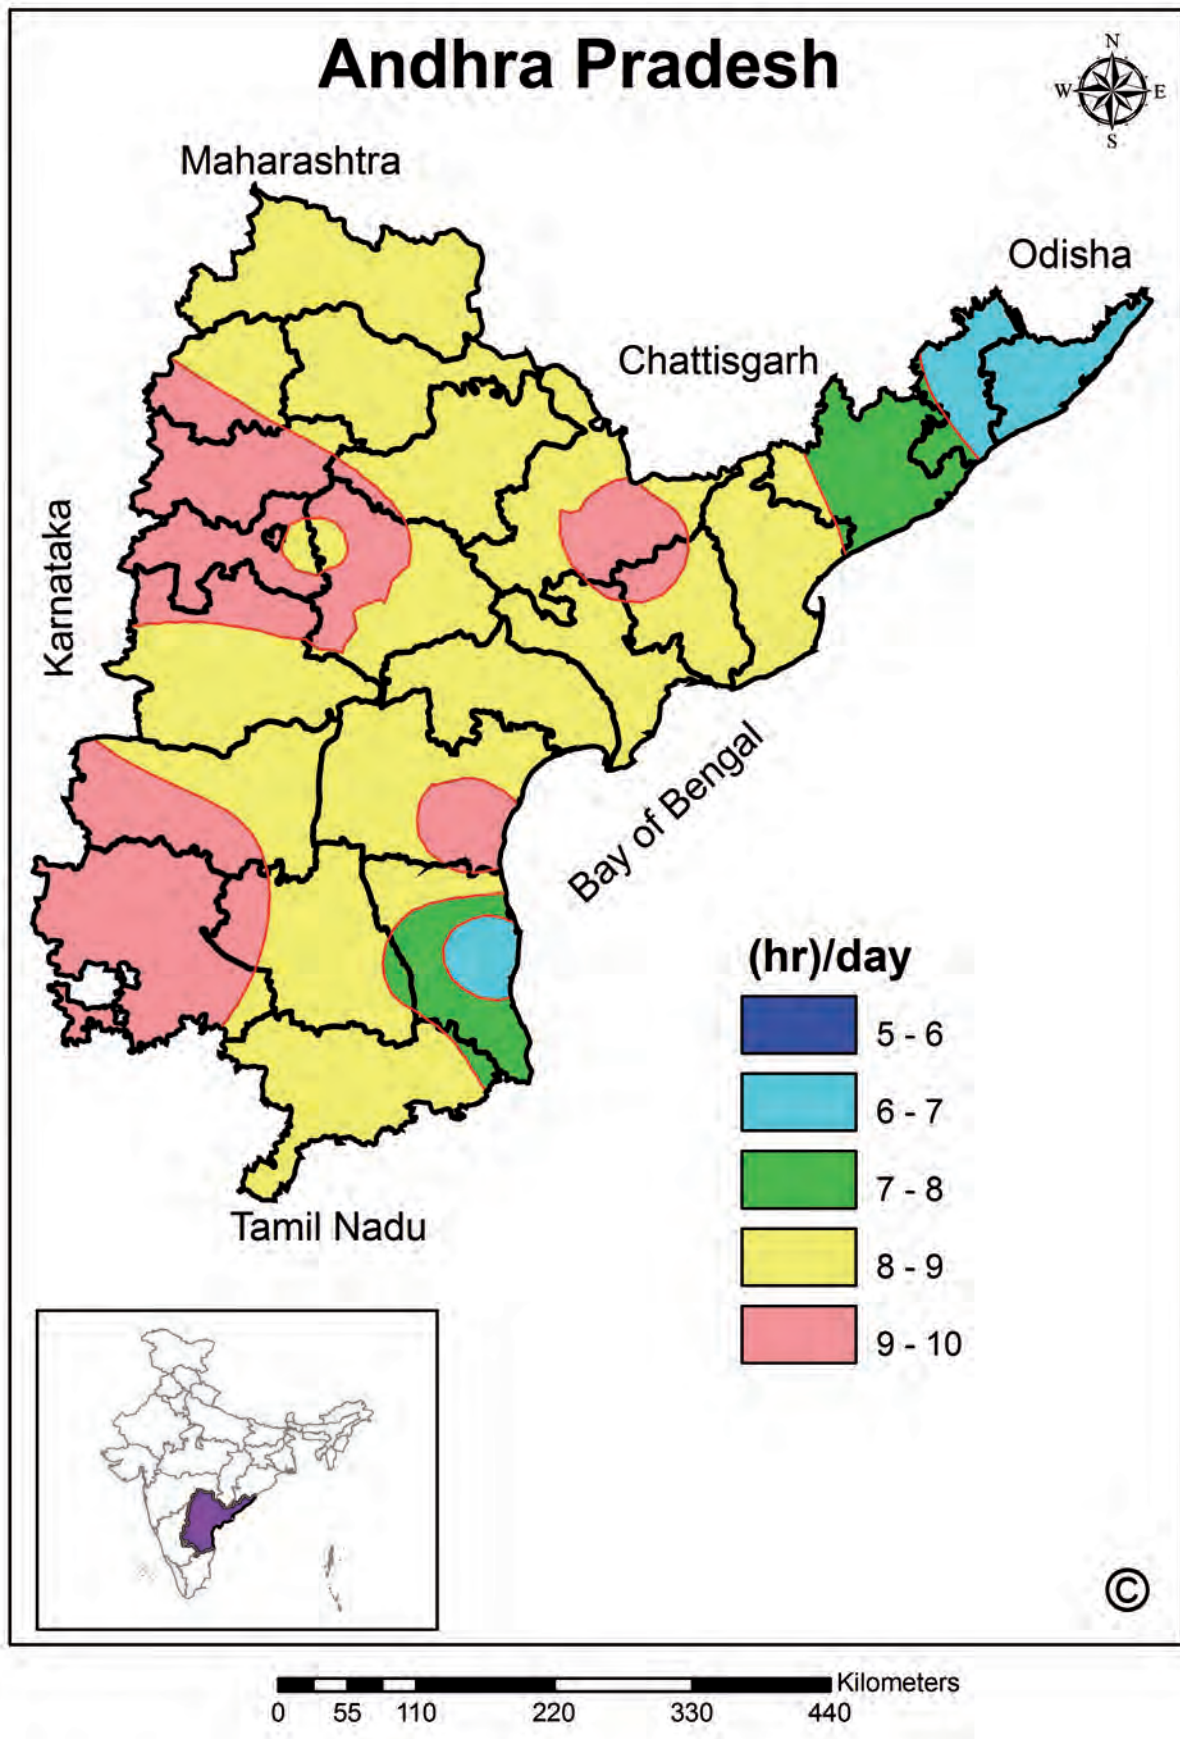 Andhra Pradesh
N
W
E
S
Maharashtra
Odisha
Chattisgarh
Karnataka
Bay of Bengal
(hr)/day
5 - 6
6 - 7
7 - 8
8 - 9
9 - 10
Tamil Nadu
©
Kilometers
0 55 110 220 330 440